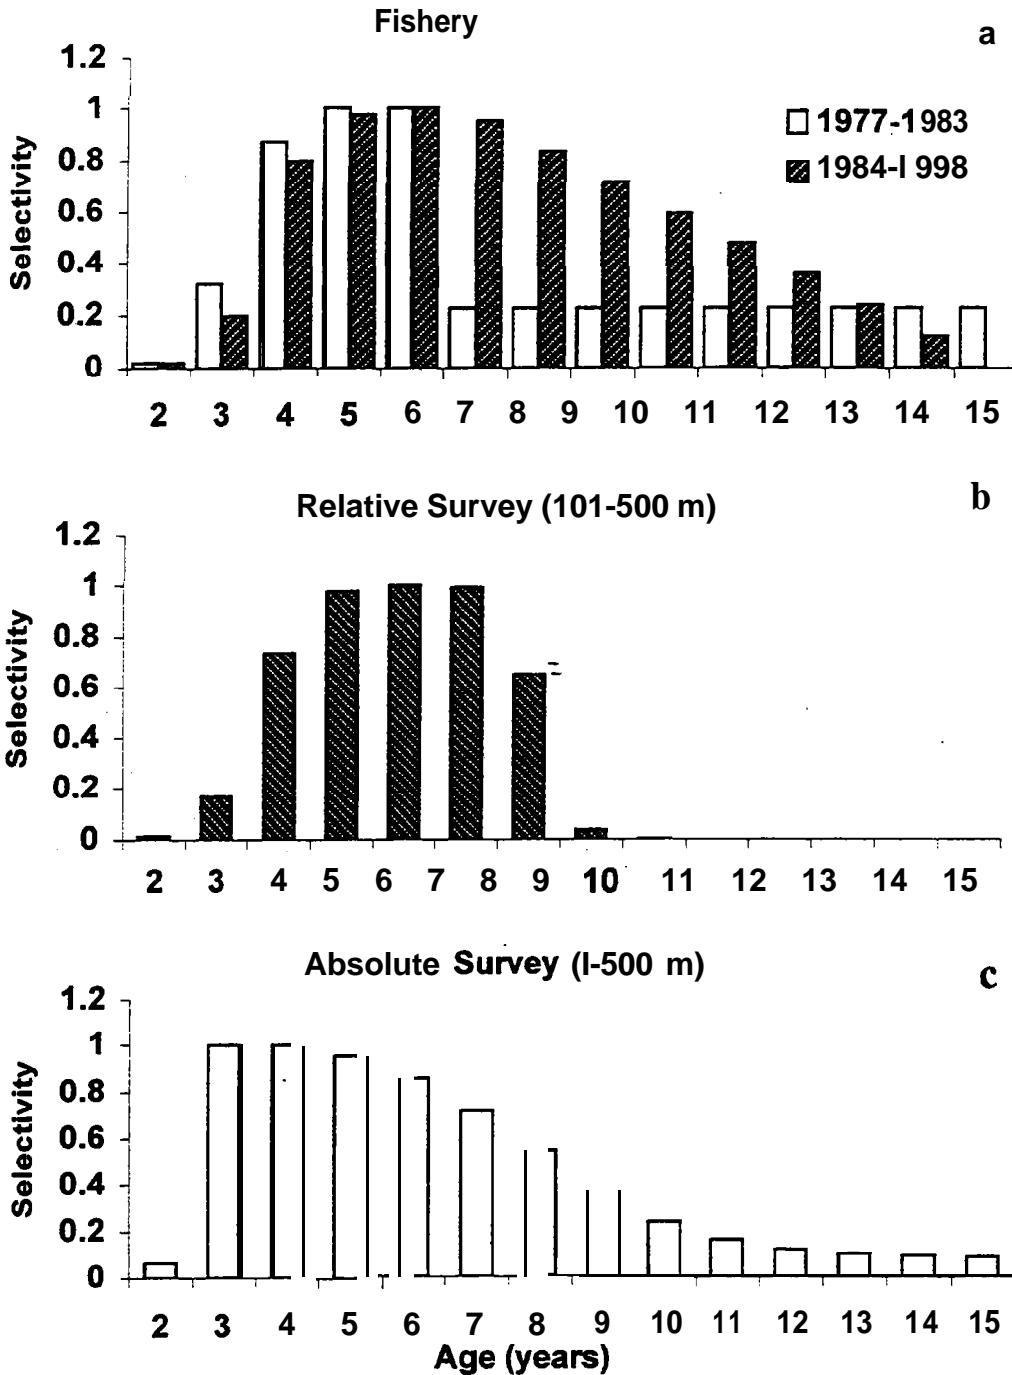 Fishery
a
1.2
1
0.8
0.6
0.4
0.2
0
Selectivity
1977-1983
1984-I 998
2 3 4 5 6 7 8 9 10 11 12 13 14 15
Relative Survey (101-500 m)
b
1.2
1
0.8
0.6
0.4
0.2
0
Selectivity
2 3 4 5 6 7 8 9 10 11 12 13 14 15
Absolute Survey (I-500 m)
c
1.2
1
0.8
0.6
0.4
0.2
0
Selectivity
2 3 4 5 6 7 8 9 10 11 12 13 14 15
Age (years)